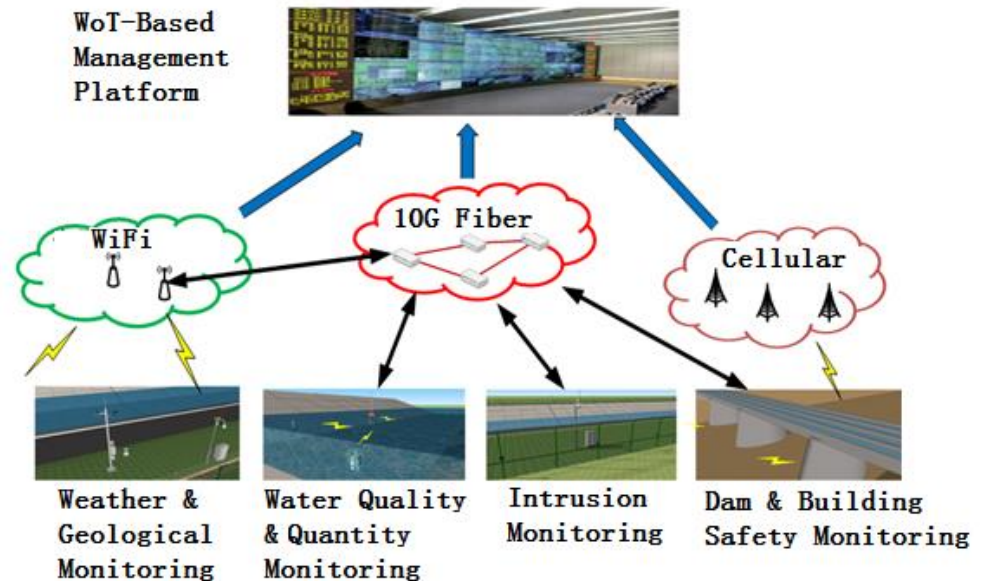 WoT-Based
Management
Platform
WiFi
10G Fiber
Cellular
Weather &
Geological
Monitoring
Water Quality
& Quantity
Monitoring
Intrusion
Monitoring
Dam & Building
Safety Monitoring